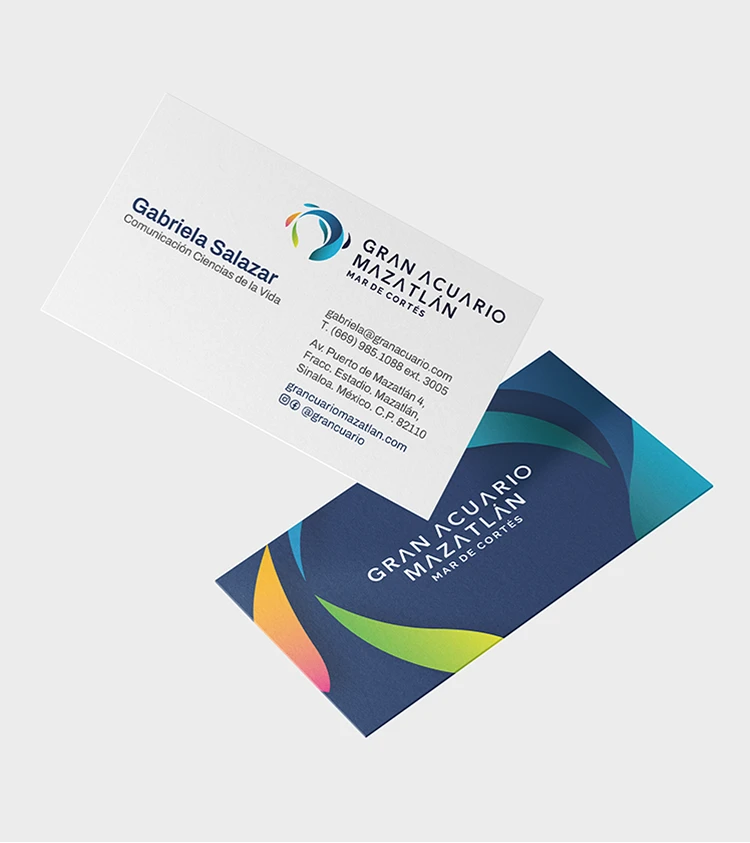 Gabriela Salazar
Comunicación Ciencias de la Vida
GRAN ACUARIO
MAZATLÁN
MAR DE CORTÉS
gabriela@granacuario.com
T. (669) 985.1088 ext. 3005
Av. Puerto de Mazatlán 4,
Fracc. Estadio. Mazatlán,
Sinaloa. México. C.P. 82110
grancuariomazatlan.com
@grancuario
GRAN ACUARIO
MAZATLÁN
MAR DE CORTÉS